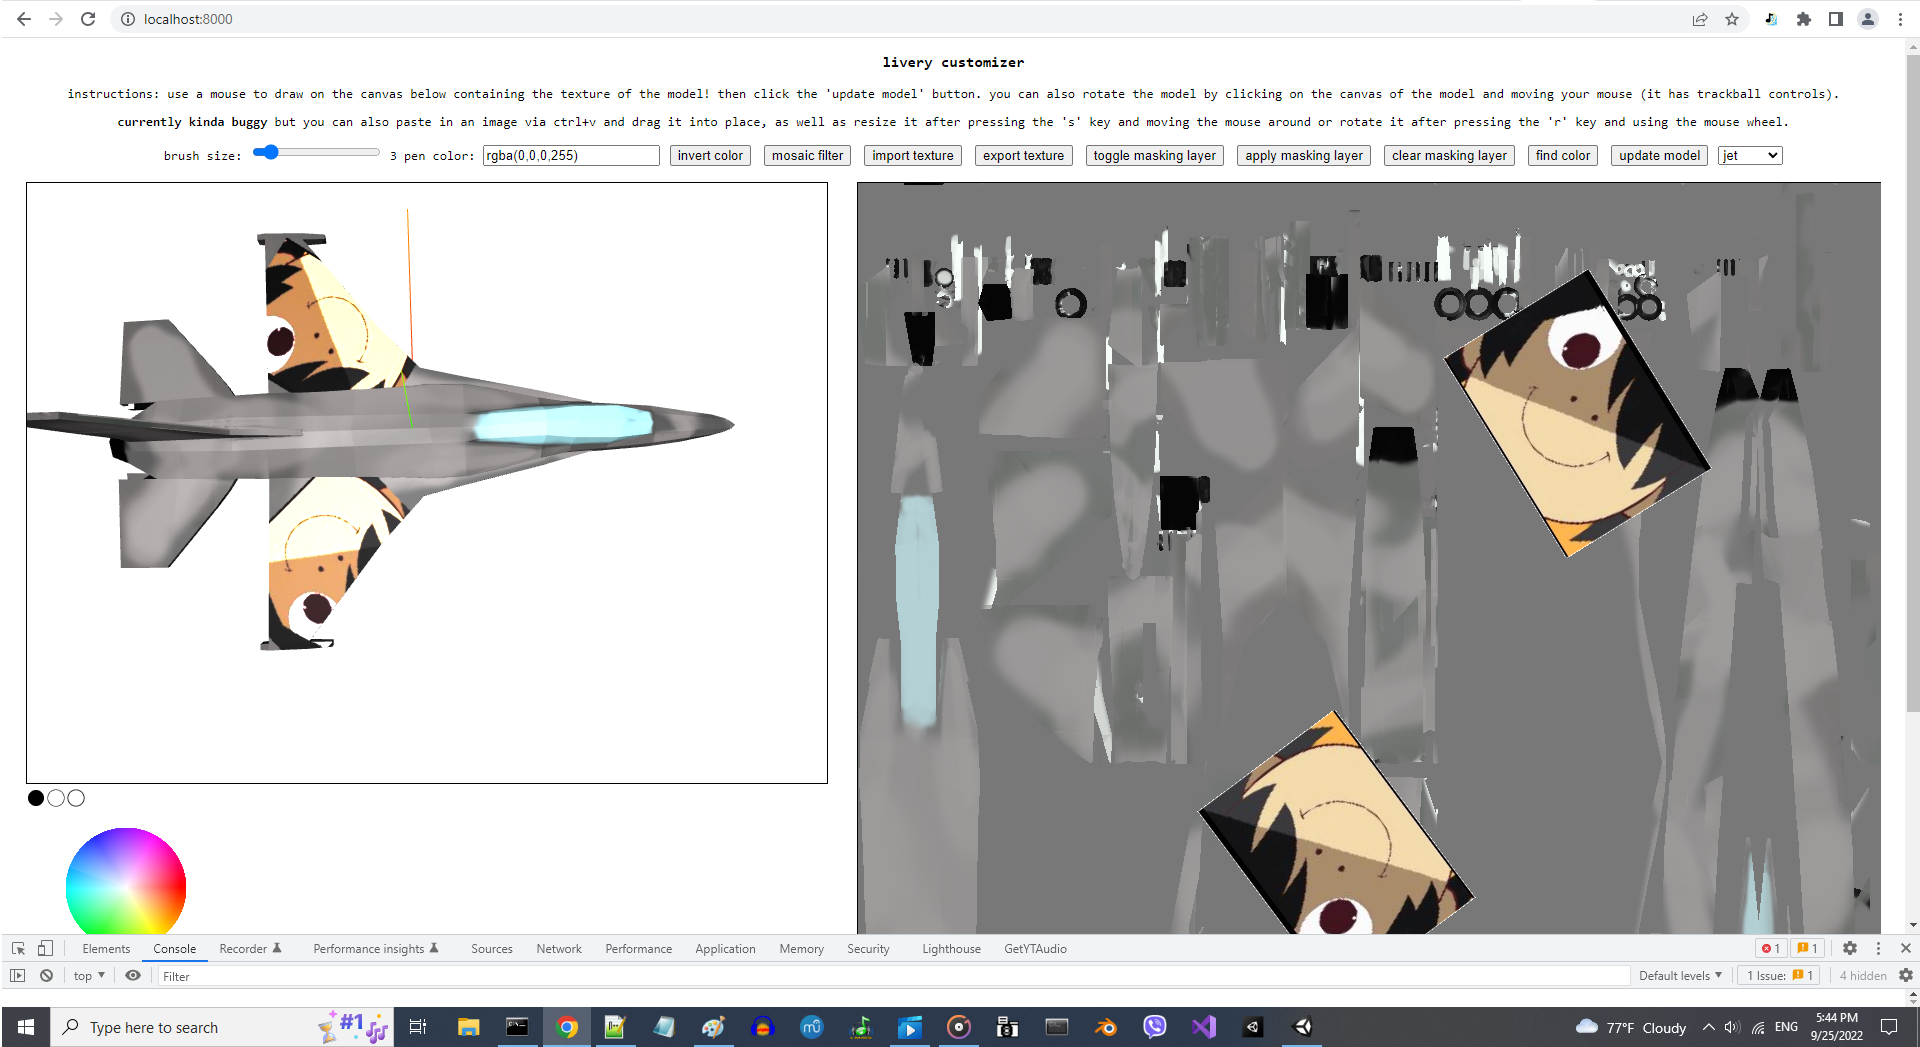 localhost:8000
livery customizer
instructions: use a mouse to draw on the canvas below containing the texture of the model! then click the 'update model' button. you can also rotate the model by clicking on the canvas of the model and moving your mouse (it has trackball controls).
currently kinda buggy but you can also paste in an image via ctrl+v and drag it into place, as well as resize it after pressing the 's' key and moving the mouse around or rotate it after pressing the 'r' key and using the mouse wheel.
brush size: 3 pen color: rgba(0,0,0,255) invert color mosaic filter import texture export texture toggle masking layer apply masking layer clear masking layer find color update model jet
Elements Console Recorder Performance insights Sources Network Performance Application Memory Security Lighthouse GetYTAudio 1 1
top Filter Default levels 1 Issue: 1 4 hidden
Type here to search #1 77°F Cloudy ENG 5:44 PM
9/25/2022